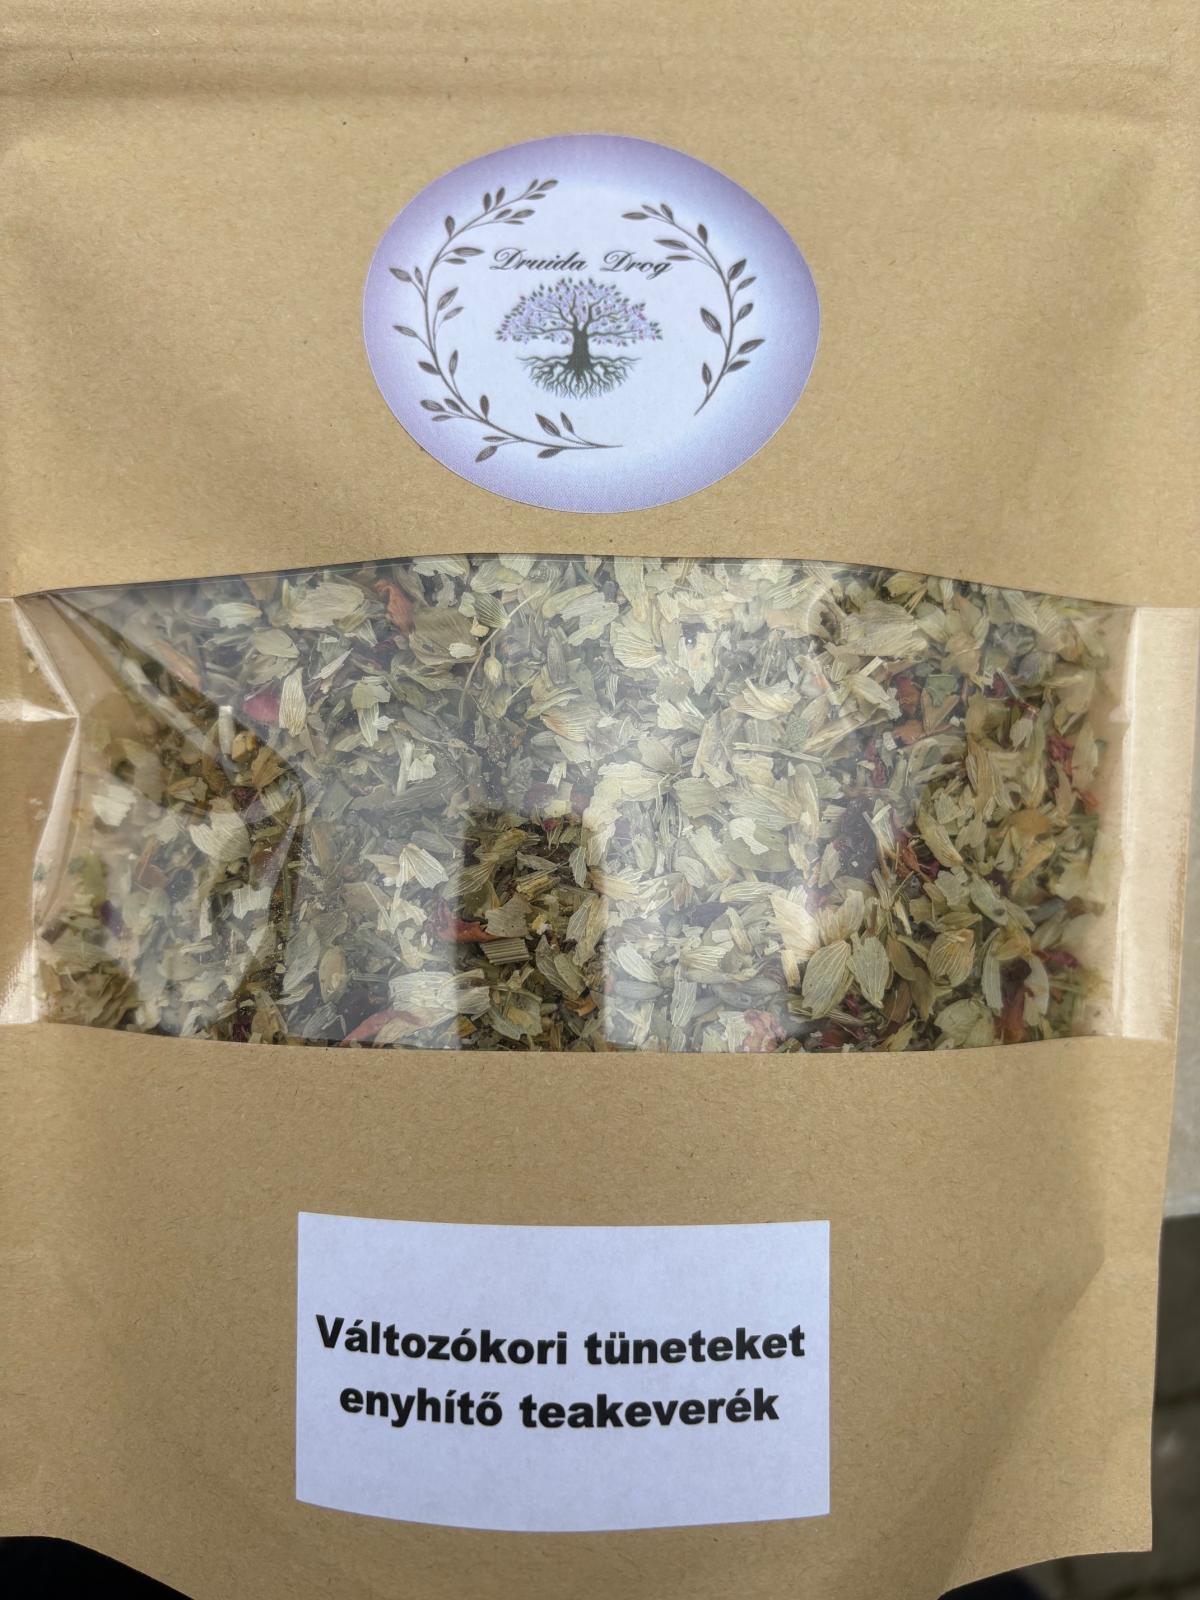 Druida Drog
Változókori tüneteket
enyhítő teakeverék